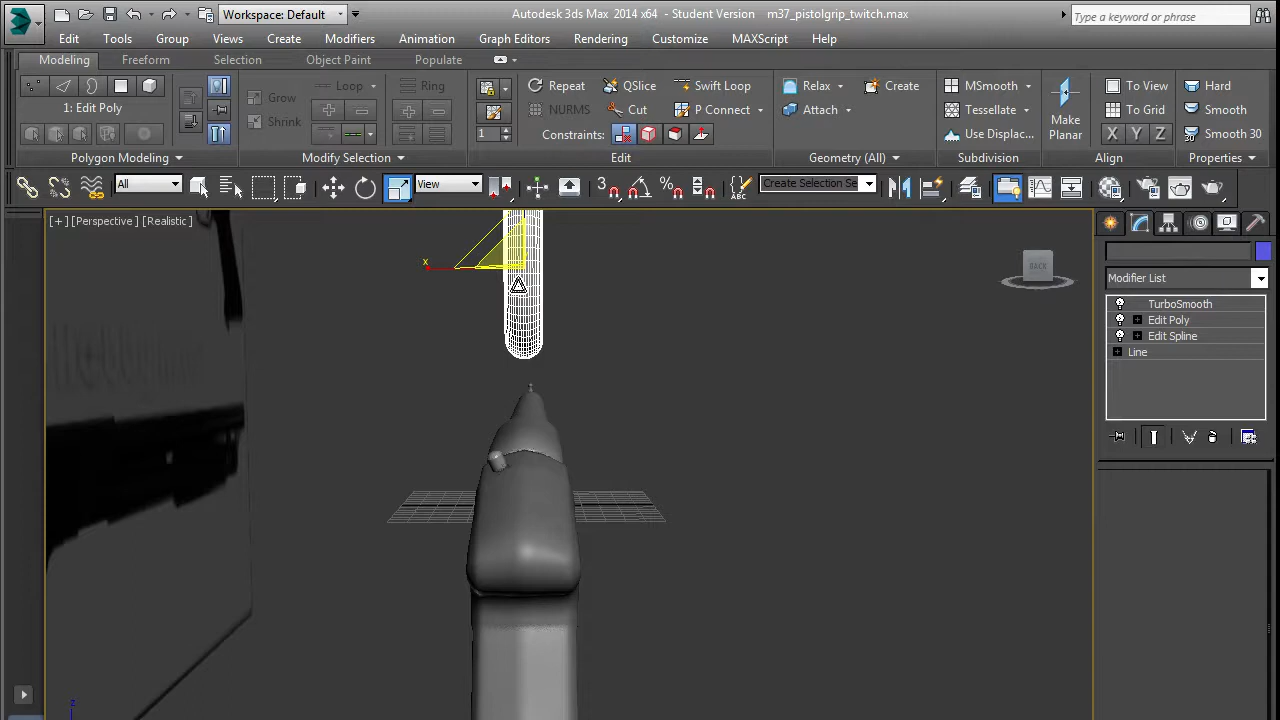 Workspace: Default
Autodesk 3ds Max 2014 x64 - Student Version m37_pistolgrip_twitch.max
Type a keyword or phrase
Edit Tools Group Views Create Modifiers Animation Graph Editors Rendering Customize MAXScript Help
Modeling Freeform Selection Object Paint Populate
Loop Ring Repeat QSlice Swift Loop Relax Create MSmooth To View Hard
1: Edit Poly Grow NURMS Cut P Connect Attach Tessellate Make Planar To Grid Smooth
Shrink 1 Constraints: Use Displac... X Y Z Smooth 30
30
Polygon Modeling Modify Selection Edit Geometry (All) Subdivision Align Properties
All View 3 % ABC Create Selection Se
[+] [Perspective] [Realistic]
x
BACK
Modifier List
TurboSmooth
Edit Poly
Edit Spline
Line
z